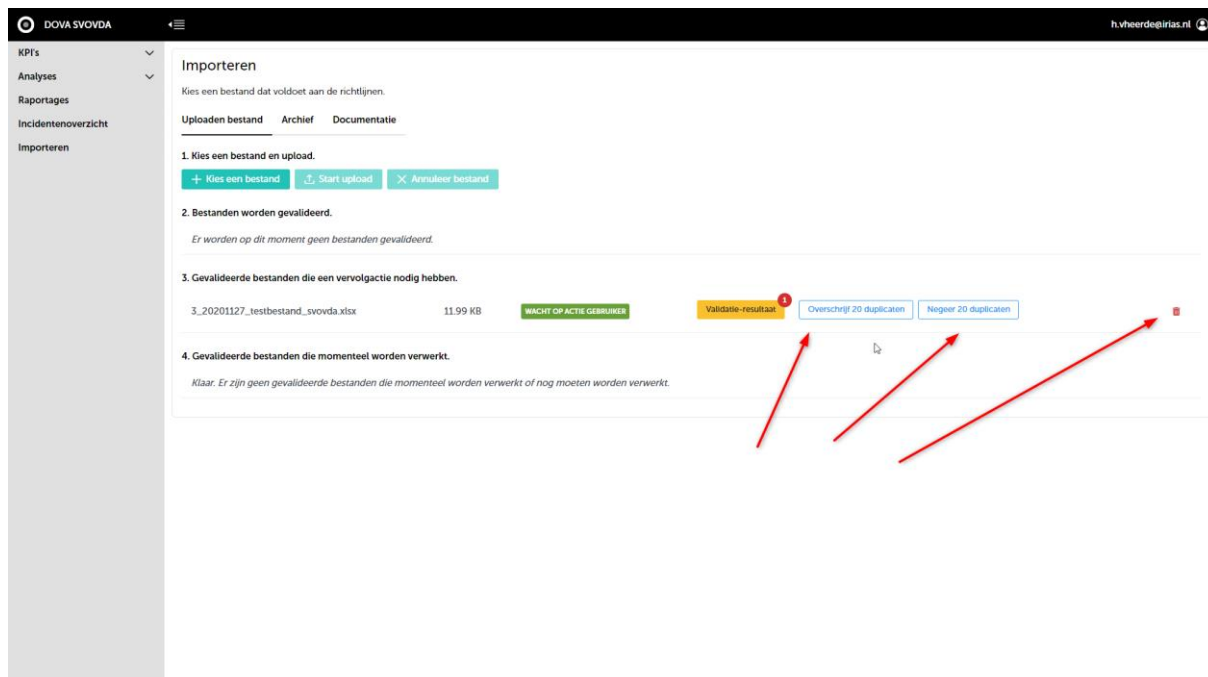 DOVA SVOVDA
h.vheerde@irias.nl
KPI's
Analyses
Raportages
Incidentenoverzicht
Importeren
Importeren
Kies een bestand dat voldoet aan de richtlijnen.
Uploaden bestand Archief Documentatie
1. Kies een bestand en upload.
+ Kies een bestand Start upload Annuleer bestand
2. Bestanden worden gevalideerd.
Er worden op dit moment geen bestanden gevalideerd.
3. Gevalideerde bestanden die een vervolgactie nodig hebben.
3_20201127_testbestand_svovda.xlsx 11.99 KB WACHT OP ACTIE GEBRUIKER Validatie-resultaat 1 Overschrijf 20 duplicaten Negeer 20 duplicaten
4. Gevalideerde bestanden die momenteel worden verwerkt.
Klaar. Er zijn geen gevalideerde bestanden die momenteel worden verwerkt of nog moeten worden verwerkt.